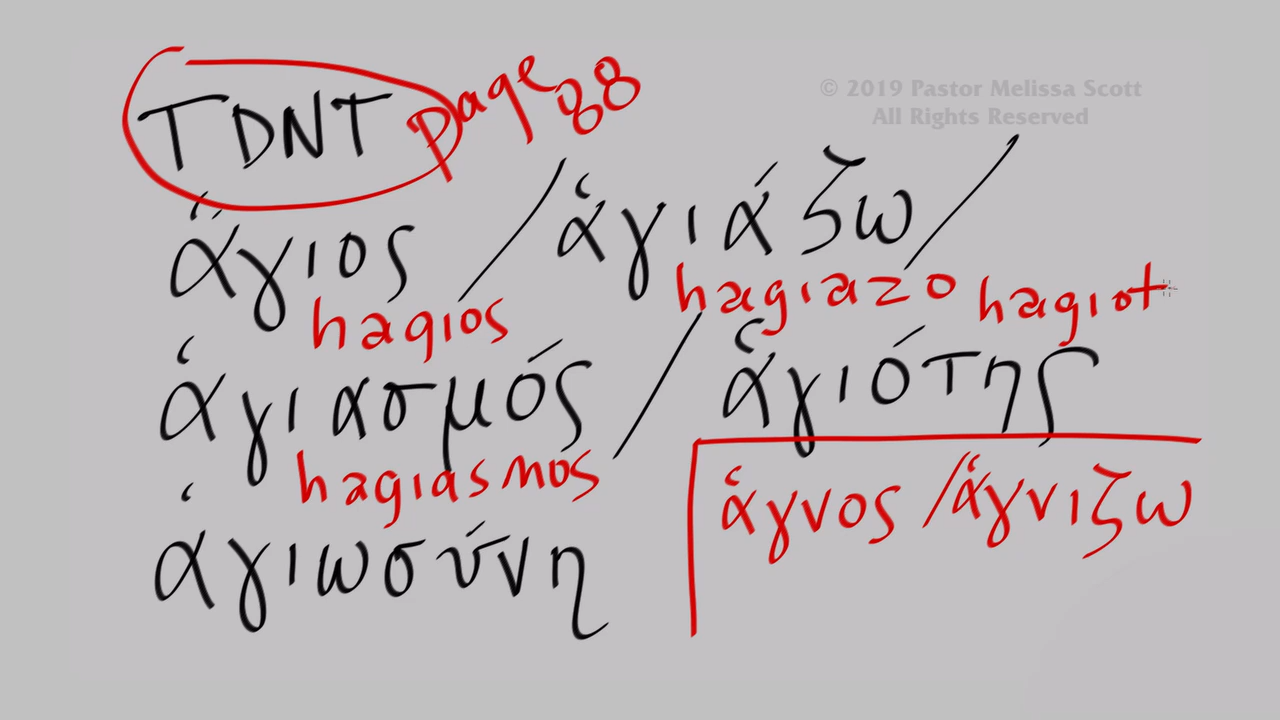 TDNT page 88
© 2019 Pastor Melissa Scott
All Rights Reserved
ἅγιος / ἁγιάζω /
hagios hagiazo hagiot
ἁγιασμός / ἁγιότης
hagiasmos
ἁγνος / ἁγνιζω
ἁγιωσύνη